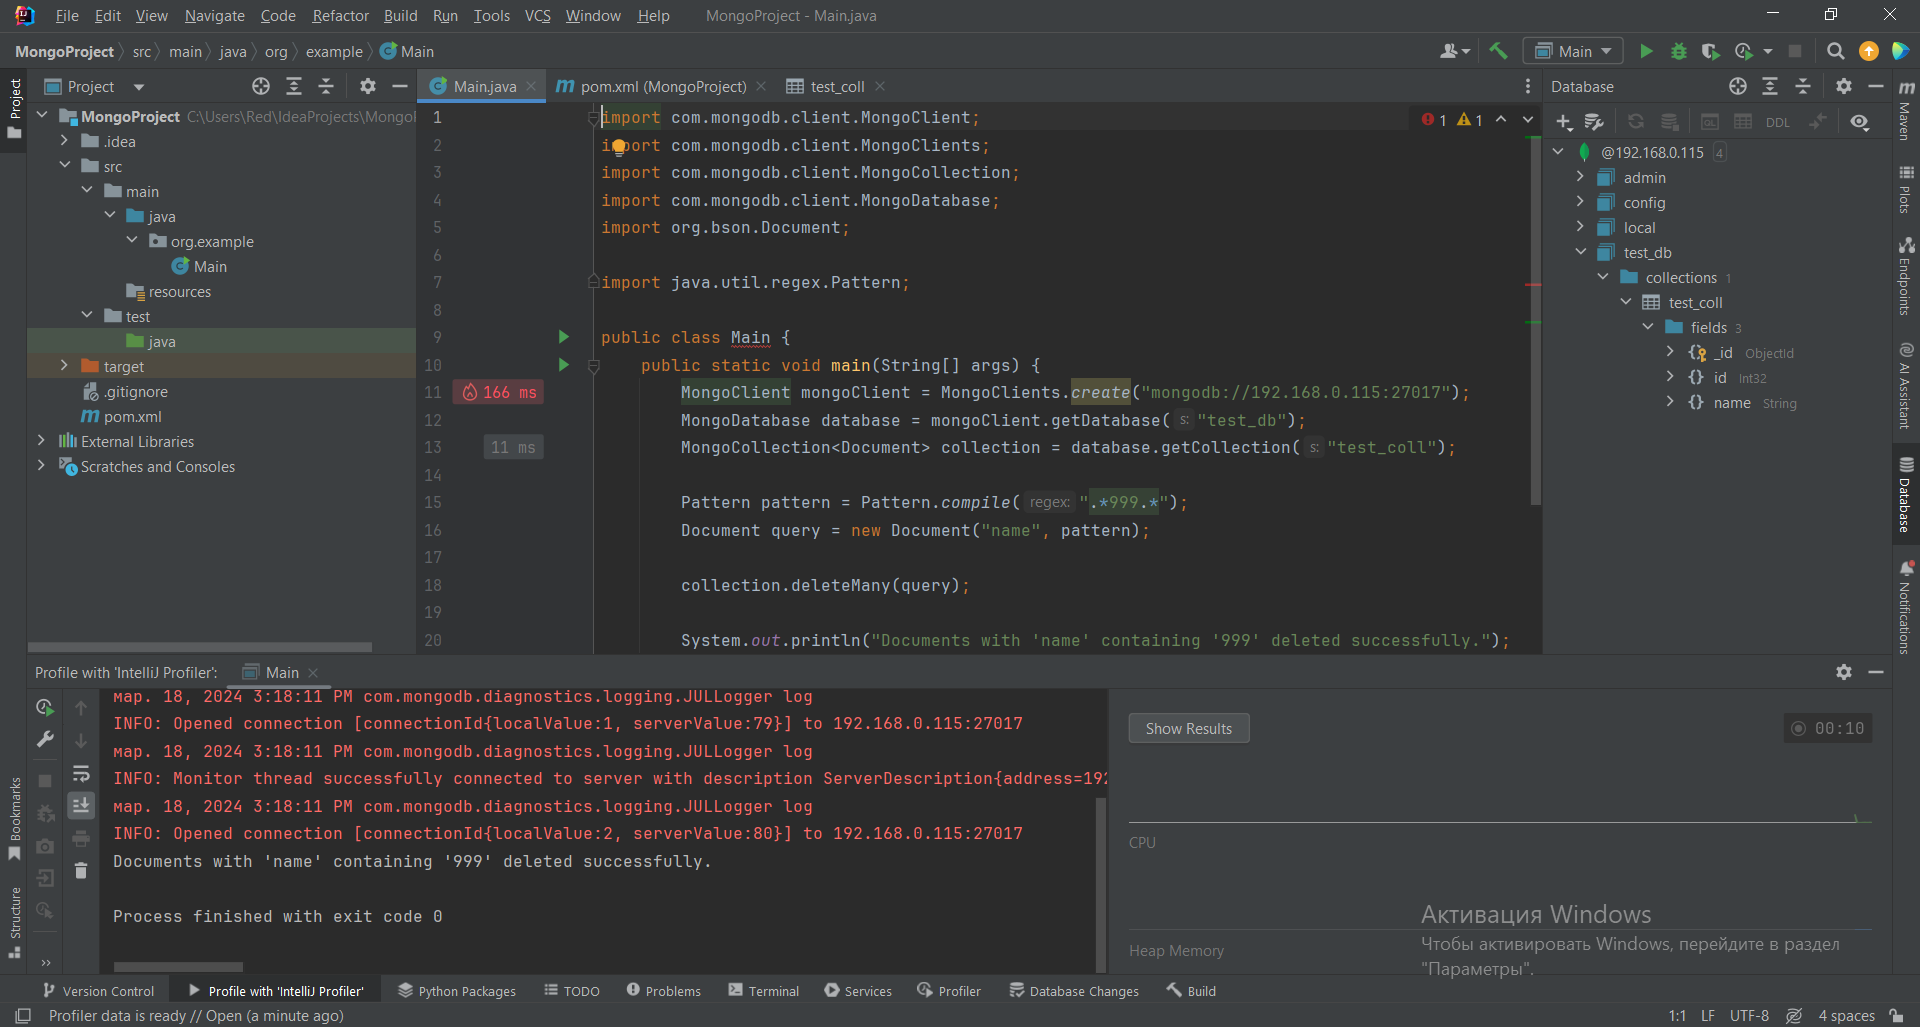 File Edit View Navigate Code Refactor Build Run Tools VCS Window Help MongoProject - Main.java
MongoProject src main java org example Main
Main
Project
Project
MongoProject C:\Users\Red\IdeaProjects\Mongol
.idea
src
main
java
org.example
Main
resources
test
java
target
.gitignore
pom.xml
External Libraries
Scratches and Consoles
Bookmarks
Structure
Main.java pom.xml (MongoProject) test_coll
1 1
1 import com.mongodb.client.MongoClient;
2 import com.mongodb.client.MongoClients;
3 import com.mongodb.client.MongoCollection;
4 import com.mongodb.client.MongoDatabase;
5 import org.bson.Document;
6
7 import java.util.regex.Pattern;
8
9 public class Main {
10 public static void main(String[] args) {
11 166 ms MongoClient mongoClient = MongoClients.create("mongodb://192.168.0.115:27017");
12 MongoDatabase database = mongoClient.getDatabase( s: "test_db");
13 11 ms MongoCollection<Document> collection = database.getCollection( s: "test_coll");
14
15 Pattern pattern = Pattern.compile( regex: ".*999.*");
16 Document query = new Document("name", pattern);
17
18 collection.deleteMany(query);
19
20 System.out.println("Documents with 'name' containing '999' deleted successfully.");
Database
DDL
@192.168.0.115 4
admin
config
local
test_db
collections 1
test_coll
fields 3
_id ObjectId
id Int32
name String
Maven
Plots
Endpoints
AI Assistant
Database
Notifications
Profile with 'IntelliJ Profiler': Main
мар. 18, 2024 3:18:11 PM com.mongodb.diagnostics.logging.JULLogger log
INFO: Opened connection [connectionId{localValue:1, serverValue:79}] to 192.168.0.115:27017
мар. 18, 2024 3:18:11 PM com.mongodb.diagnostics.logging.JULLogger log
INFO: Monitor thread successfully connected to server with description ServerDescription{address=192
мар. 18, 2024 3:18:11 PM com.mongodb.diagnostics.logging.JULLogger log
INFO: Opened connection [connectionId{localValue:2, serverValue:80}] to 192.168.0.115:27017
Documents with 'name' containing '999' deleted successfully.
Process finished with exit code 0
Show Results
00:10
CPU
Heap Memory
Активация Windows
Чтобы активировать Windows, перейдите в раздел
"Параметры".
Version Control Profile with 'IntelliJ Profiler' Python Packages TODO Problems Terminal Services Profiler Database Changes Build
Profiler data is ready // Open (a minute ago)
1:1 LF UTF-8 4 spaces